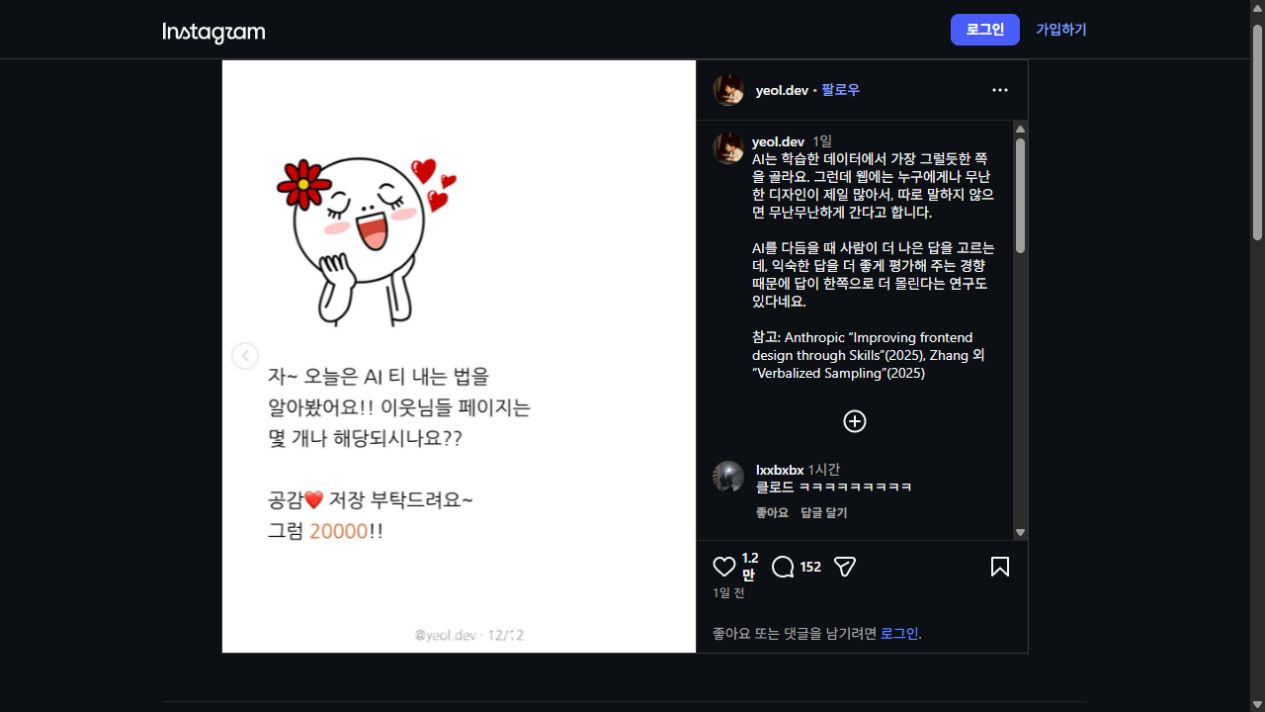 Instagram
로그인
가입하기
자~ 오늘은 AI 티 내는 법을
알아봤어요!! 이웃님들 페이지는
몇 개나 해당되시나요??
공감❤️ 저장 부탁드려요~
그럼 20000!!
@yeol.dev · 12/12
yeol.dev • 팔로우
yeol.dev 1일
AI는 학습한 데이터에서 가장 그럴듯한 쪽
을 골라요. 그런데 웹에는 누구에게나 무난
한 디자인이 제일 많아서, 따로 말하지 않으
면 무난무난하게 간다고 합니다.
AI를 다듬을 때 사람이 더 나은 답을 고르는
데, 익숙한 답을 더 좋게 평가해 주는 경향
때문에 답이 한쪽으로 더 몰린다는 연구도
있다네요.
참고: Anthropic “Improving frontend
design through Skills”(2025), Zhang 외
“Verbalized Sampling”(2025)
lxxbxbx 1시간
클로드 ㅋㅋㅋㅋㅋㅋㅋㅋㅋ
좋아요 답글 달기
1.2
만
152
1일 전
좋아요 또는 댓글을 남기려면 로그인.